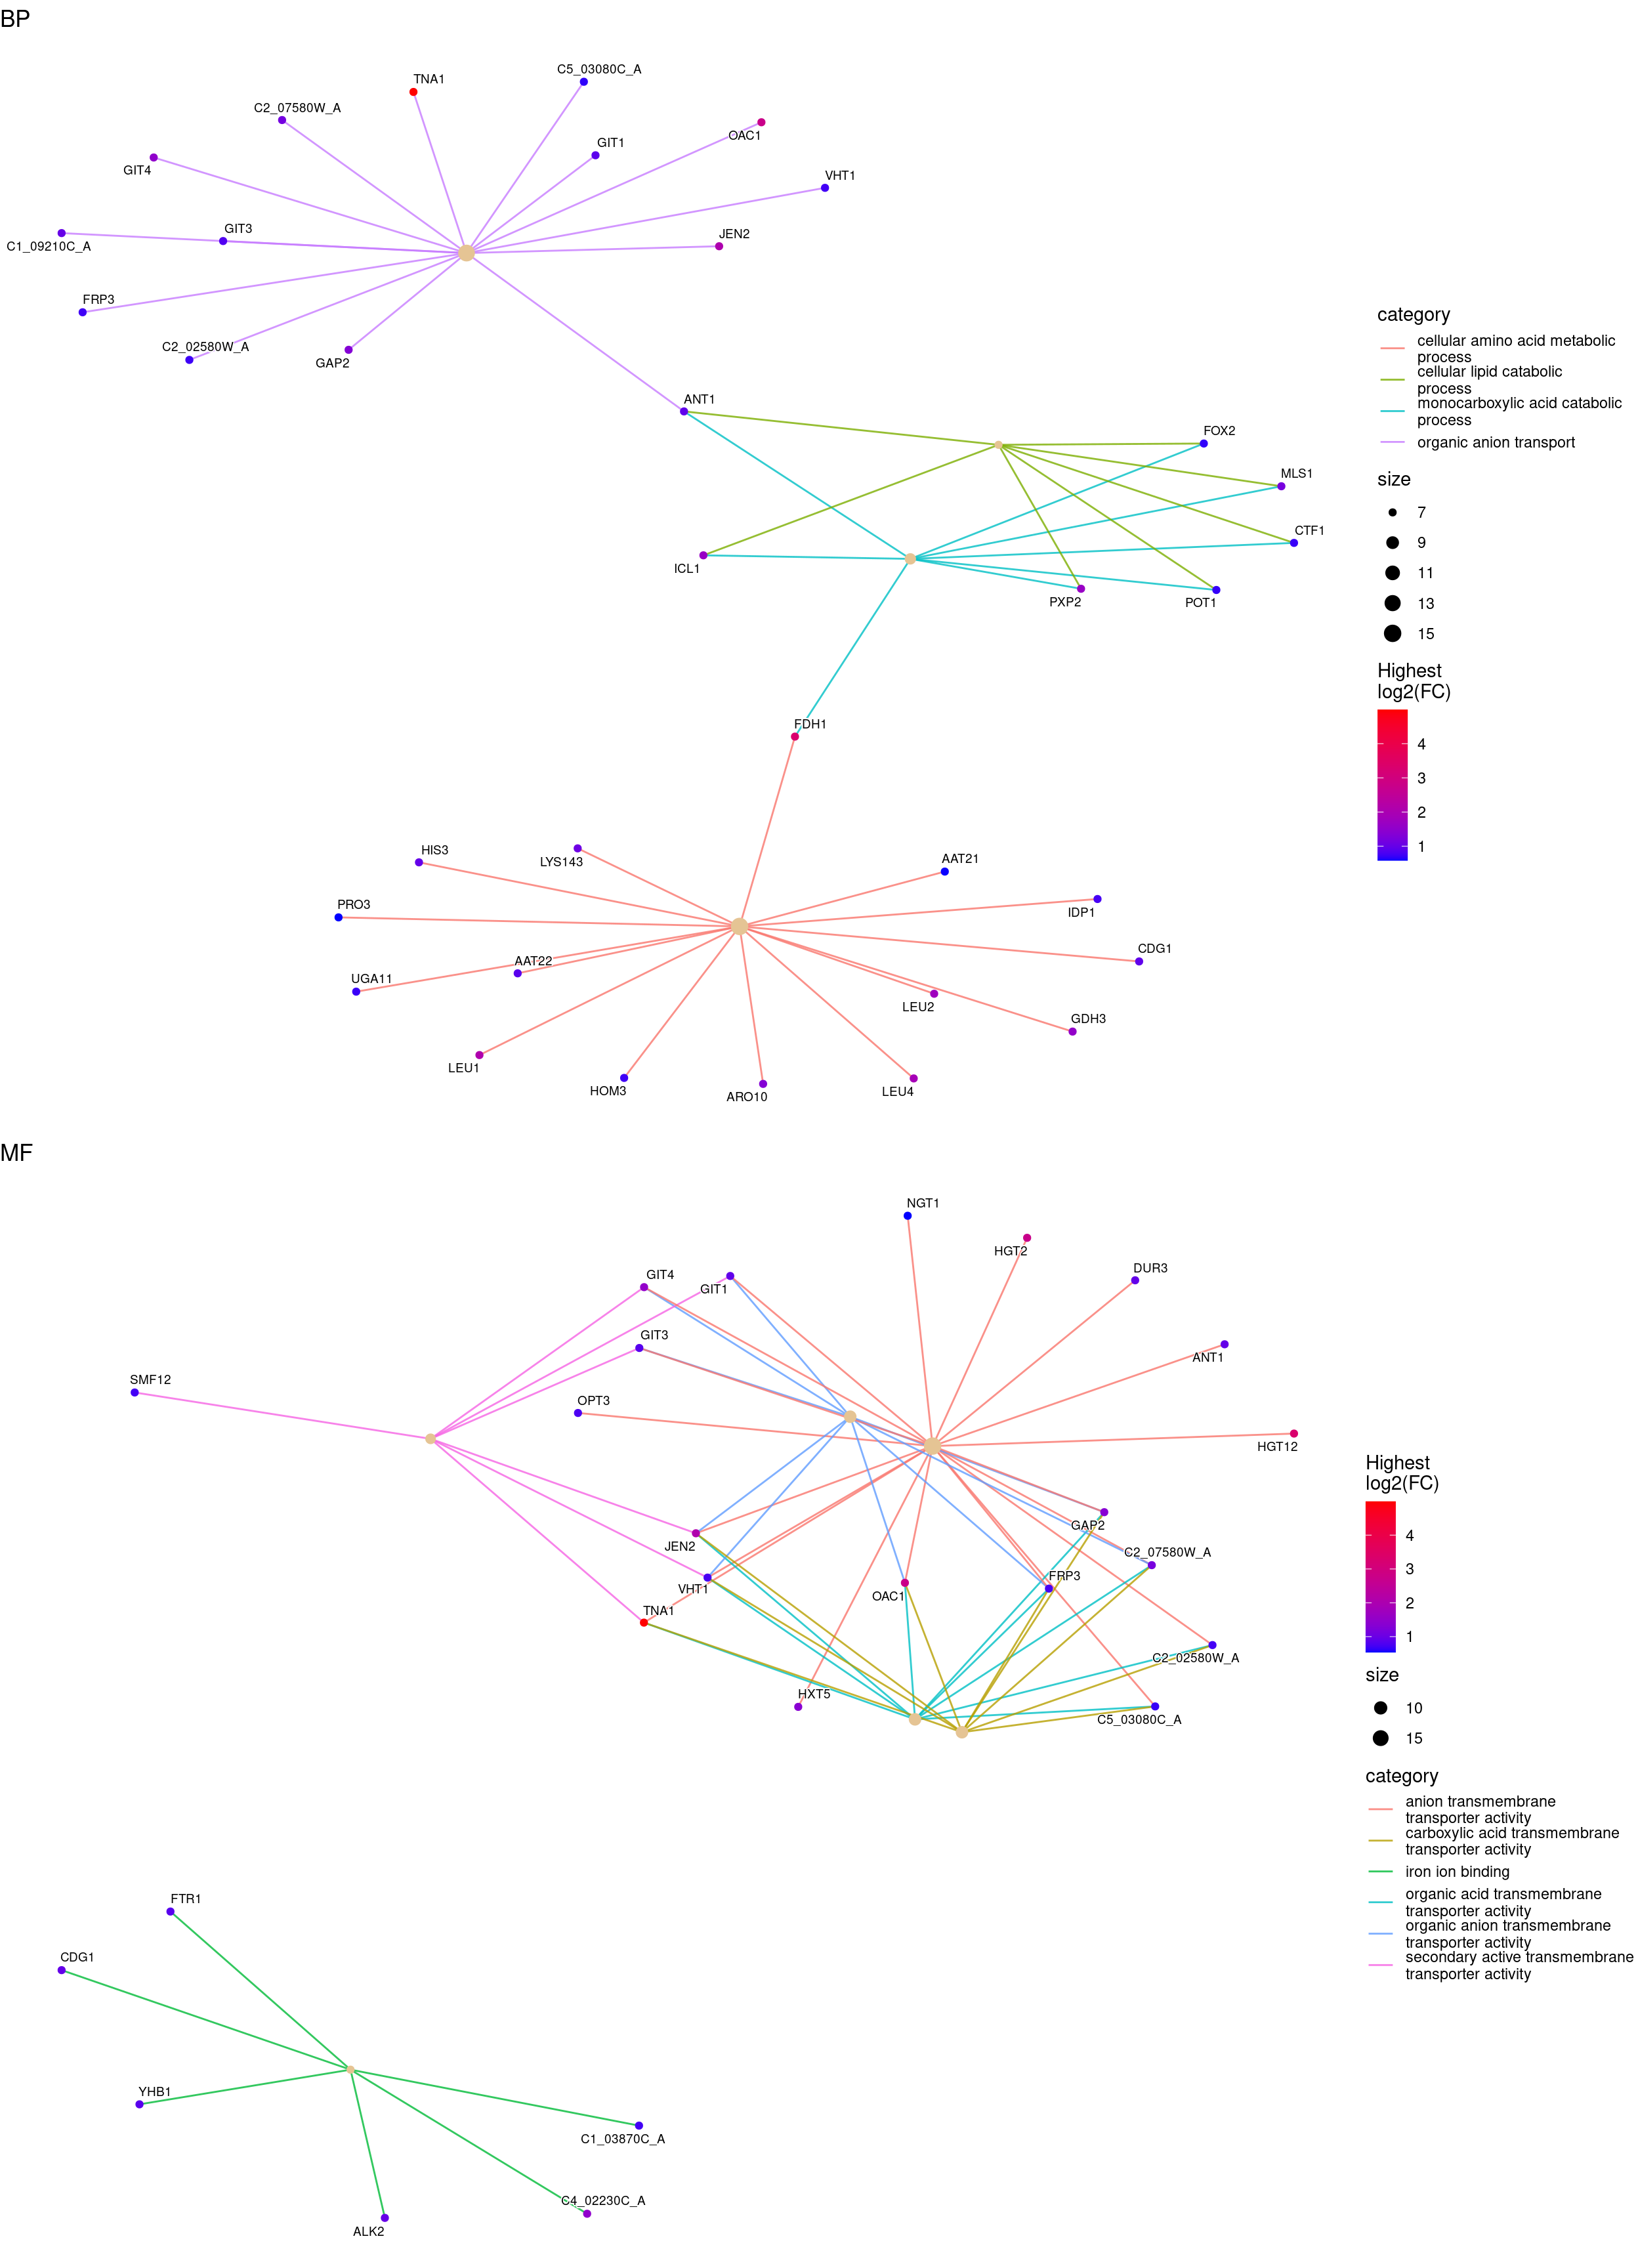 BP
TNA1
C5_03080C_A
C2_07580W_A
OAC1
GIT1
GIT4
VHT1
GIT3
JEN2
C1_09210C_A
FRP3
C2_02580W_A
GAP2
ANT1
FOX2
MLS1
CTF1
ICL1
PXP2
POT1
FDH1
HIS3
LYS143
AAT21
PRO3
IDP1
CDG1
AAT22
UGA11
LEU2
GDH3
LEU1
HOM3
ARO10
LEU4
category
cellular amino acid metabolic
process
cellular lipid catabolic
process
monocarboxylic acid catabolic
process
organic anion transport
size
7
9
11
13
15
Highest
log2(FC)
4
3
2
1
MF
NGT1
HGT2
DUR3
GIT4
GIT1
GIT3
ANT1
SMF12
OPT3
HGT12
GAP2
JEN2
C2_07580W_A
VHT1
FRP3
OAC1
TNA1
C2_02580W_A
HXT5
C5_03080C_A
FTR1
CDG1
YHB1
C1_03870C_A
C4_02230C_A
ALK2
Highest
log2(FC)
4
3
2
1
size
10
15
category
anion transmembrane
transporter activity
carboxylic acid transmembrane
transporter activity
iron ion binding
organic acid transmembrane
transporter activity
organic anion transmembrane
transporter activity
secondary active transmembrane
transporter activity